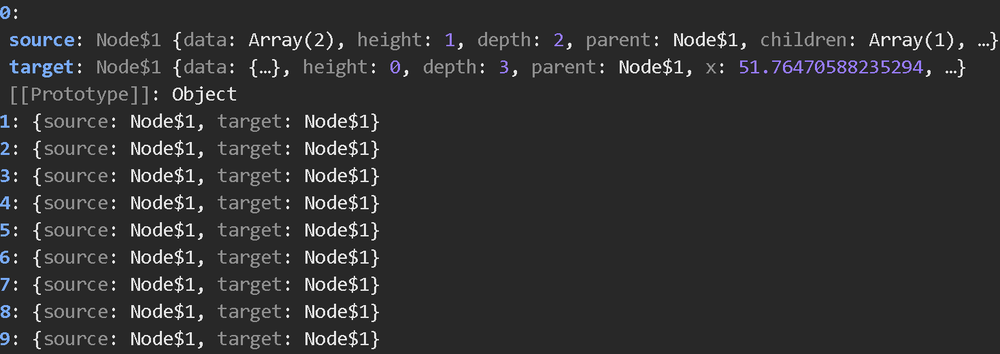 0:
source: Node$1 {data: Array(2), height: 1, depth: 2, parent: Node$1, children: Array(1), …}
target: Node$1 {data: {…}, height: 0, depth: 3, parent: Node$1, x: 51.76470588235294, …}
[[Prototype]]: Object
1: {source: Node$1, target: Node$1}
2: {source: Node$1, target: Node$1}
3: {source: Node$1, target: Node$1}
4: {source: Node$1, target: Node$1}
5: {source: Node$1, target: Node$1}
6: {source: Node$1, target: Node$1}
7: {source: Node$1, target: Node$1}
8: {source: Node$1, target: Node$1}
9: {source: Node$1, target: Node$1}